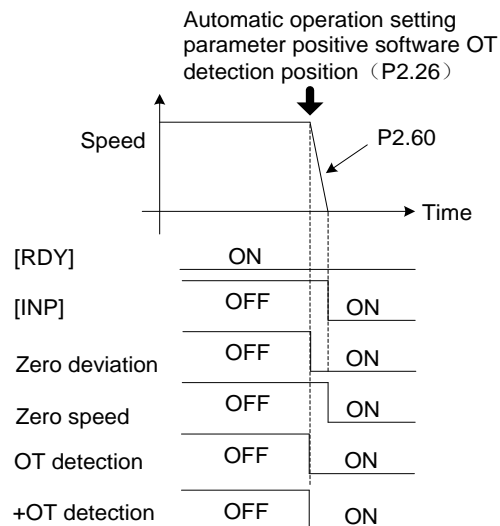 Automatic operation setting
parameter positive software OT
detection position（P2.26）
Speed
P2.60
Time
[RDY] ON
[INP] OFF ON
Zero deviation OFF ON
Zero speed OFF ON
OT detection OFF ON
+OT detection OFF ON